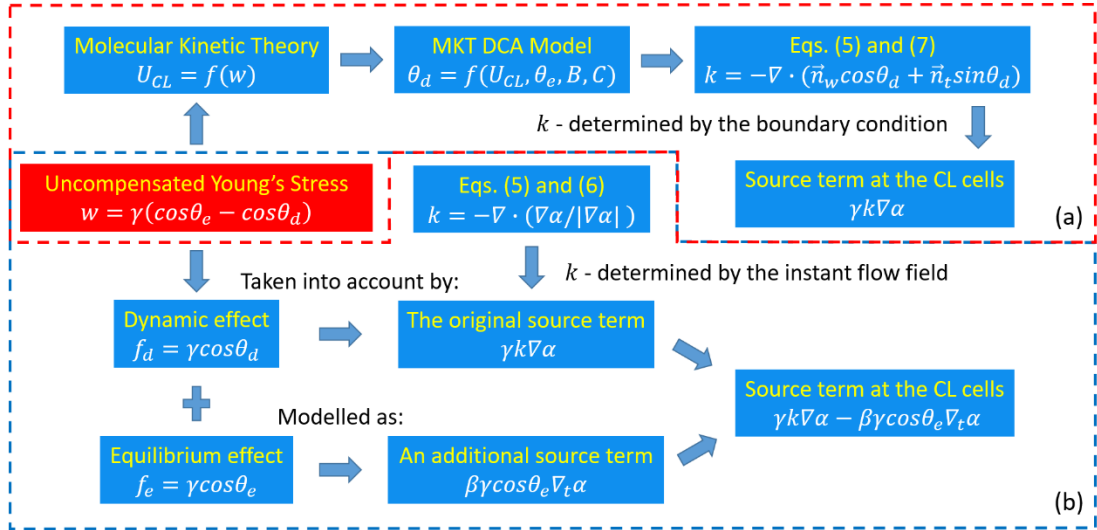 Molecular Kinetic Theory
U_CL = f(w)
MKT DCA Model
θ_d = f(U_CL, θ_e, B, C)
Eqs. (5) and (7)
k = −∇ · (n⃗_w cosθ_d + n⃗_t sinθ_d)
k - determined by the boundary condition
Uncompensated Young's Stress
w = γ(cosθ_e − cosθ_d)
Eqs. (5) and (6)
k = −∇ · (∇α/|∇α| )
Source term at the CL cells
γk∇α
(a)
Taken into account by:
k - determined by the instant flow field
Dynamic effect
f_d = γcosθ_d
The original source term
γk∇α
Source term at the CL cells
γk∇α − βγcosθ_e∇_tα
Modelled as:
Equilibrium effect
f_e = γcosθ_e
An additional source term
βγcosθ_e∇_tα
(b)